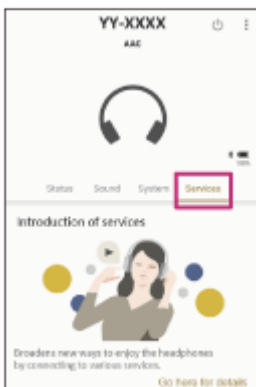 YY-XXXX
AAC
100%
Status Sound System Services
Introduction of services
Broadens new ways to enjoy the headphones
by connecting to various services.
Go here for details